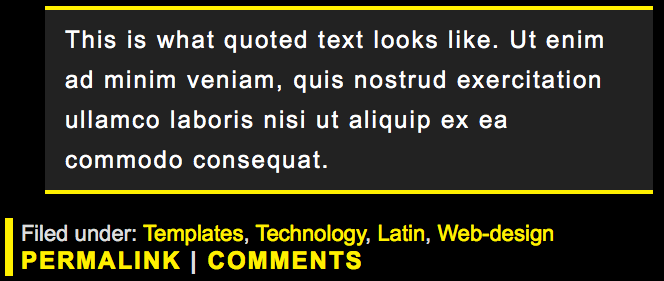 This is what quoted text looks like. Ut enim
ad minim veniam, quis nostrud exercitation
ullamco laboris nisi ut aliquip ex ea
commodo consequat.
Filed under: Templates, Technology, Latin, Web-design
PERMALINK | COMMENTS